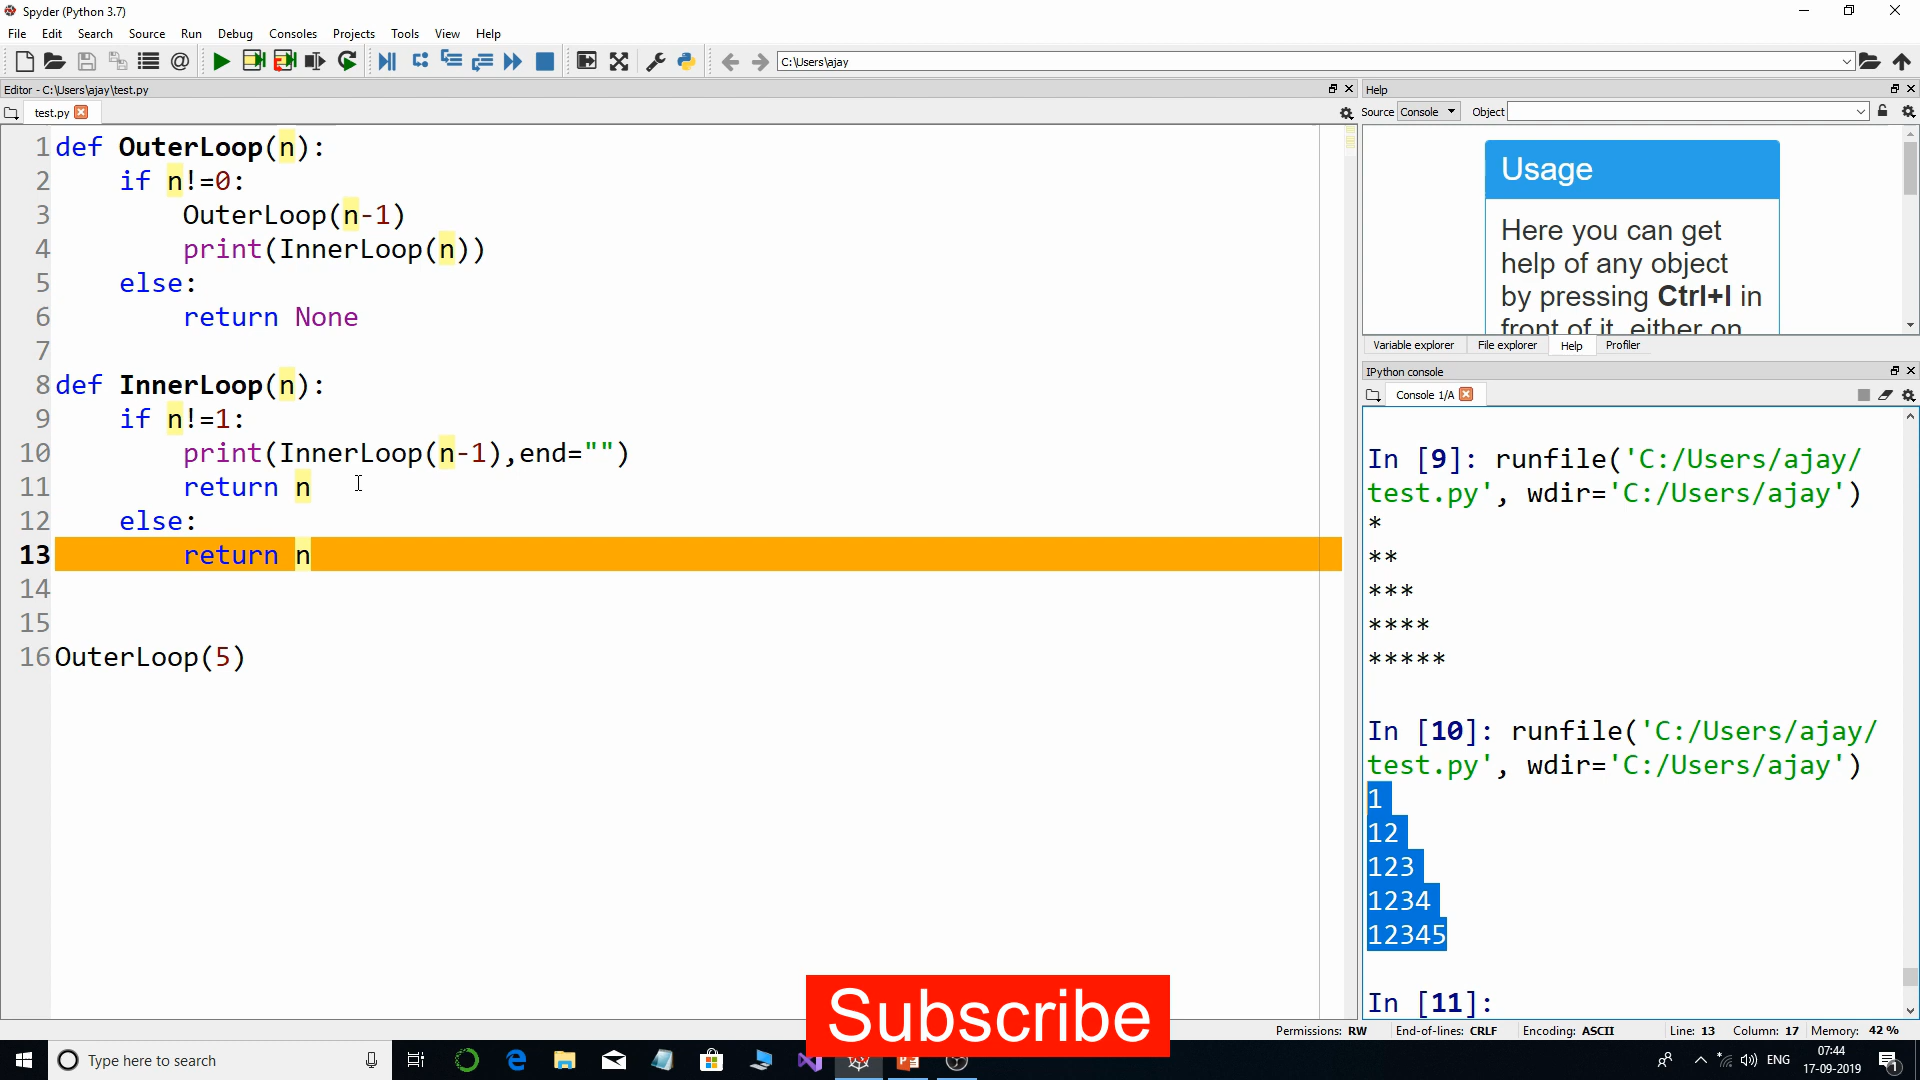 Spyder (Python 3.7)
File Edit Search Source Run Debug Consoles Projects Tools View Help
C:\Users\ajay
Editor - C:\Users\ajay\test.py
test.py
1 def OuterLoop(n):
2 if n!=0:
3 OuterLoop(n-1)
4 print(InnerLoop(n))
5 else:
6 return None
7
8 def InnerLoop(n):
9 if n!=1:
10 print(InnerLoop(n-1),end="")
11 return n
12 else:
13 return n
14
15
16 OuterLoop(5)
Help
Source Console Object
Usage
Here you can get
help of any object
by pressing Ctrl+I in
front of it, either on
Variable explorer File explorer Help Profiler
IPython console
Console 1/A
In [9]: runfile('C:/Users/ajay/
test.py', wdir='C:/Users/ajay')
*
**
***
****
*****
In [10]: runfile('C:/Users/ajay/
test.py', wdir='C:/Users/ajay')
1
12
123
1234
12345
In [11]:
Subscribe
Permissions: RW End-of-lines: CRLF Encoding: ASCII Line: 13 Column: 17 Memory: 42 %
Type here to search
ENG
07:44
17-09-2019
1